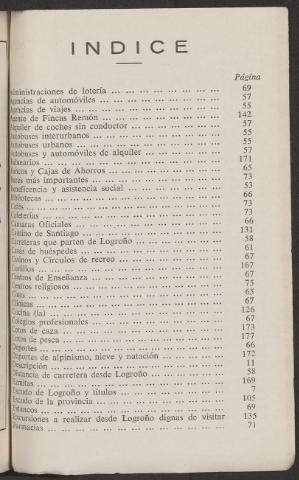 INDICE
Página
Administraciones de lotería ... 69
Agencias de automóviles ... 57
Agencias de viajes ... 55
Agente de Fincas Remón ... 142
Alquiler de coches sin conductor ... 57
Autobuses interurbanos ... 55
Autobuses urbanos ... 55
Autobuses y automóviles de alquiler ... 57
Balnearios ... 171
Bancos y Cajas de Ahorros ... 65
más importantes ... 73
Beneficencia y asistencia social ... 53
Bibliotecas ... 66
Cafés ... 73
Cafeterías ... 73
Cámaras Oficiales ... 66
Camino de Santiago ... 131
Carreteras que parten de Logroño ... 58
Casas de huéspedes ... 61
Casinos y Círculos de recreo ... 67
Castillos ... 167
Centros de Enseñanza ... 67
Centros religiosos ... 75
Cines ... 65
Clínicas ... 67
Cocina (la) ... 126
Colegios profesionales ... 67
Cotos de caza ... 173
Cotos de pesca ... 177
Deportes ... 66
Deportes de alpinismo, nieve y natación ... 172
Descripción ... 11
Distancia de carretera desde Logroño ... 58
Ermitas ... 169
Escudo de Logroño y títulos ... 7
Escudo de la provincia ... 105
Estancos ... 69
Excursiones a realizar desde Logroño dignas de visitar 135
Farmacias ... 71